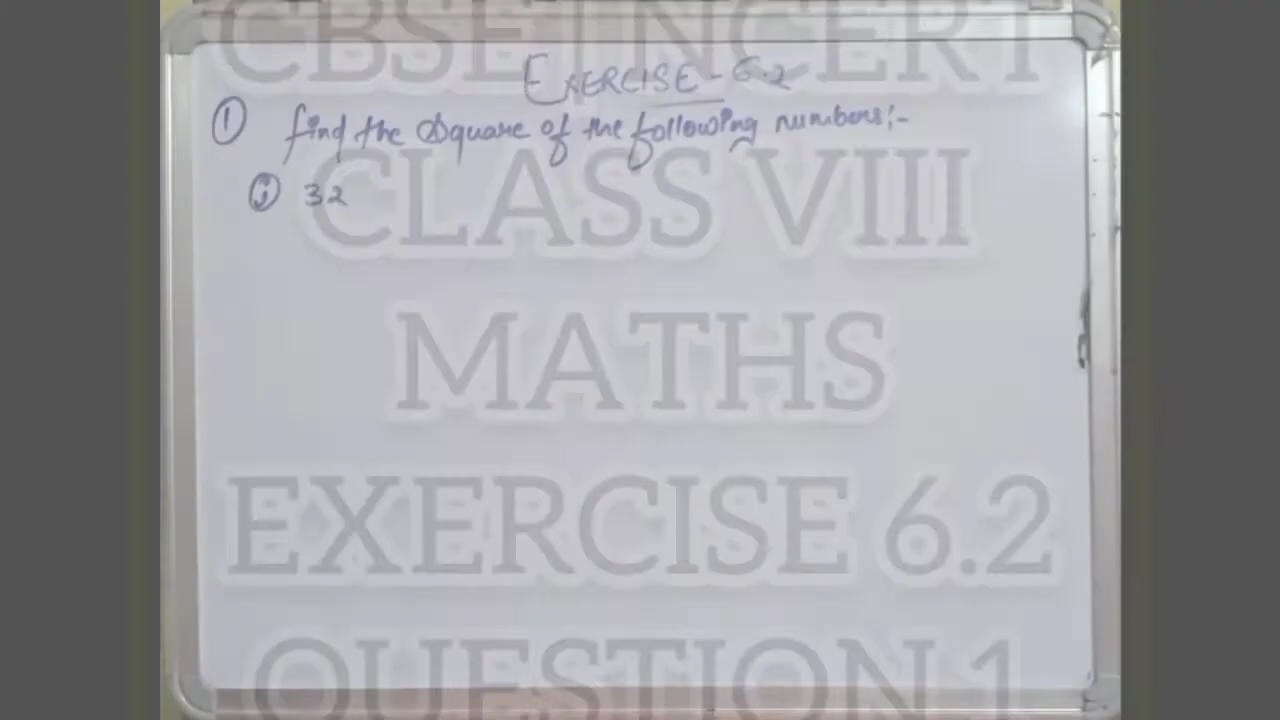 CBSE | NCERT
EXERCISE - 6.2
① find the square of the following numbers:-
(i) 32
CLASS VIII
MATHS
EXERCISE 6.2
QUESTION 1